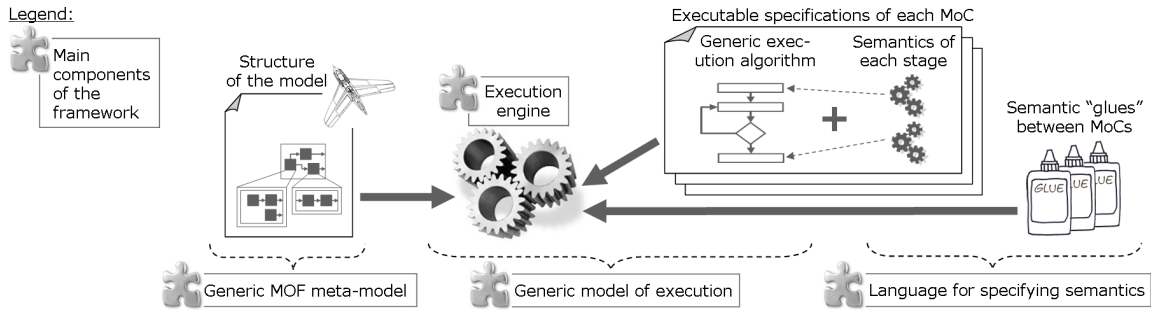 Legend:
Main
components
of the
framework
Structure
of the model
Execution
engine
Executable specifications of each MoC
Generic exec-
ution algorithm
Semantics of
each stage
+
Semantic “glues”
between MoCs
GLUE
LUE
LUE
Generic MOF meta-model
Generic model of execution
Language for specifying semantics